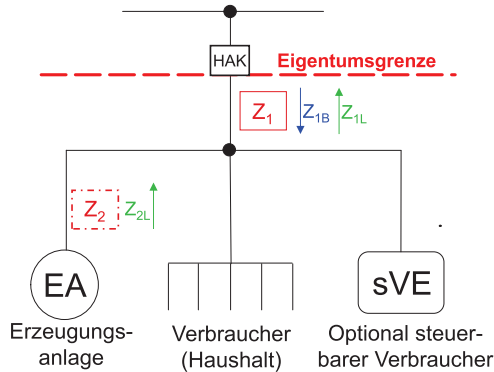 HAK
Eigentumsgrenze
Z1 Z1B Z1L
Z2 Z2L
EA
sVE
Erzeugungs-
anlage
Verbraucher
(Haushalt)
Optional steuer-
barer Verbraucher